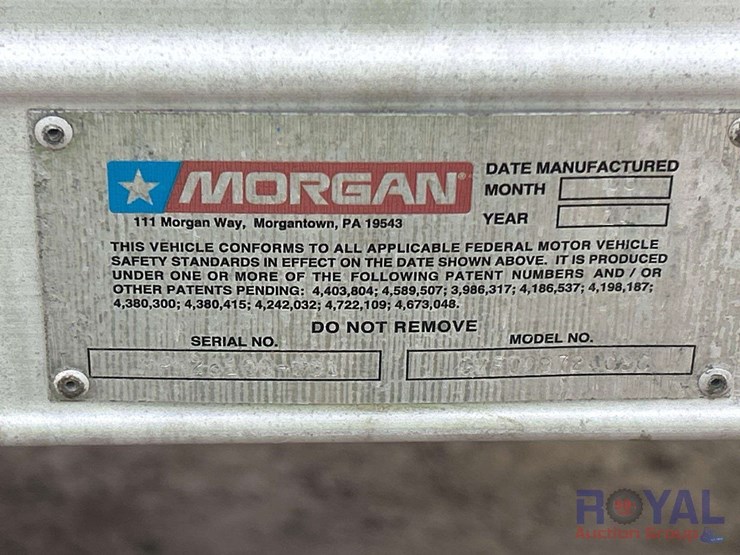 MORGAN®
111 Morgan Way, Morgantown, PA 19543
DATE MANUFACTURED
MONTH
YEAR
THIS VEHICLE CONFORMS TO ALL APPLICABLE FEDERAL MOTOR VEHICLE
SAFETY STANDARDS IN EFFECT ON THE DATE SHOWN ABOVE. IT IS PRODUCED
UNDER ONE OR MORE OF THE FOLLOWING PATENT NUMBERS AND / OR
OTHER PATENTS PENDING: 4,403,804; 4,589,507; 3,986,317; 4,186,537; 4,198,187;
4,380,300; 4,380,415; 4,242,032; 4,722,109; 4,673,048.
DO NOT REMOVE
SERIAL NO.
MODEL NO.
ROYAL
Auction Group